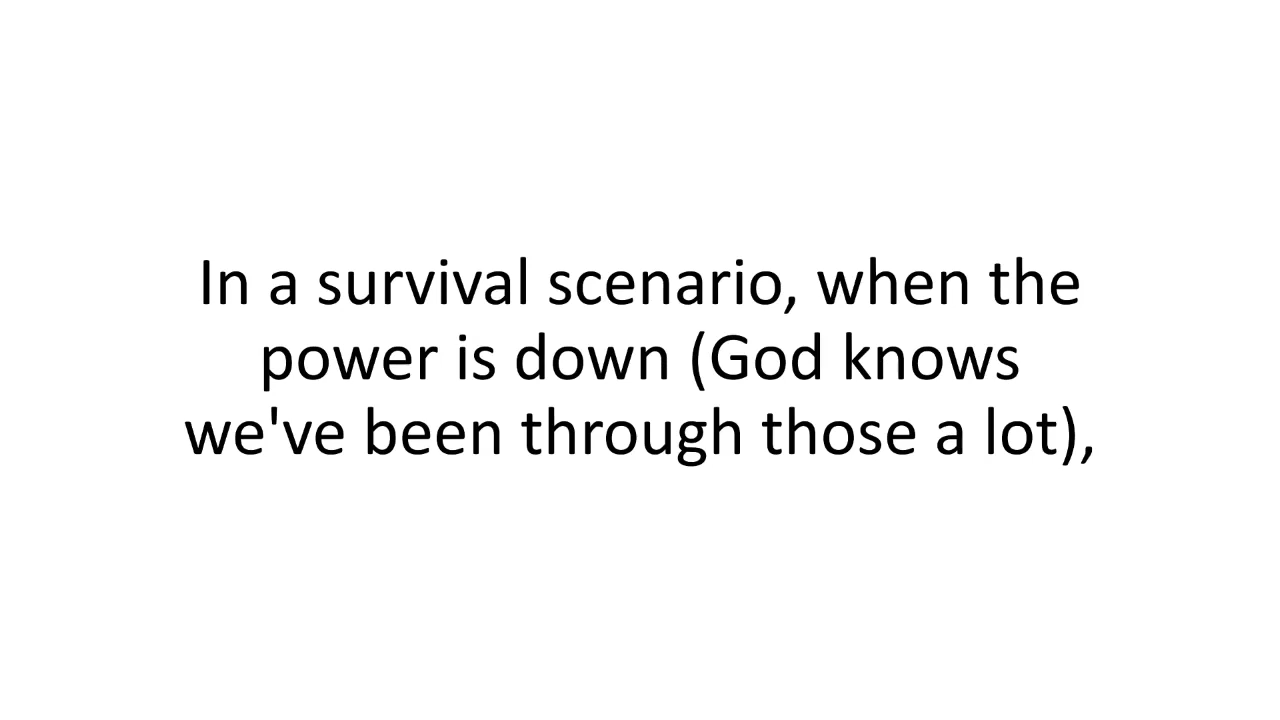 In a survival scenario, when the
power is down (God knows
we've been through those a lot),